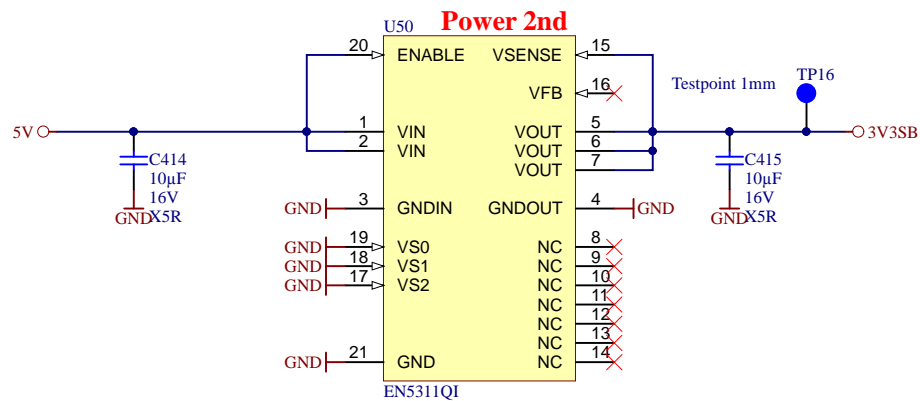 Power 2nd
U50
20 ENABLE VSENSE 15
VFB 16
Testpoint 1mm
TP16
5V
1 VIN VOUT 5
2 VIN VOUT 6
VOUT 7
3V3SB
C414
10µF
16V
X5R
GND
C415
10µF
16V
X5R
GND
GND 3 GNDIN GNDOUT 4 GND
GND 19 VS0 NC 8
GND 18 VS1 NC 9
GND 17 VS2 NC 10
NC 11
NC 12
NC 13
GND 21 GND NC 14
EN5311QI